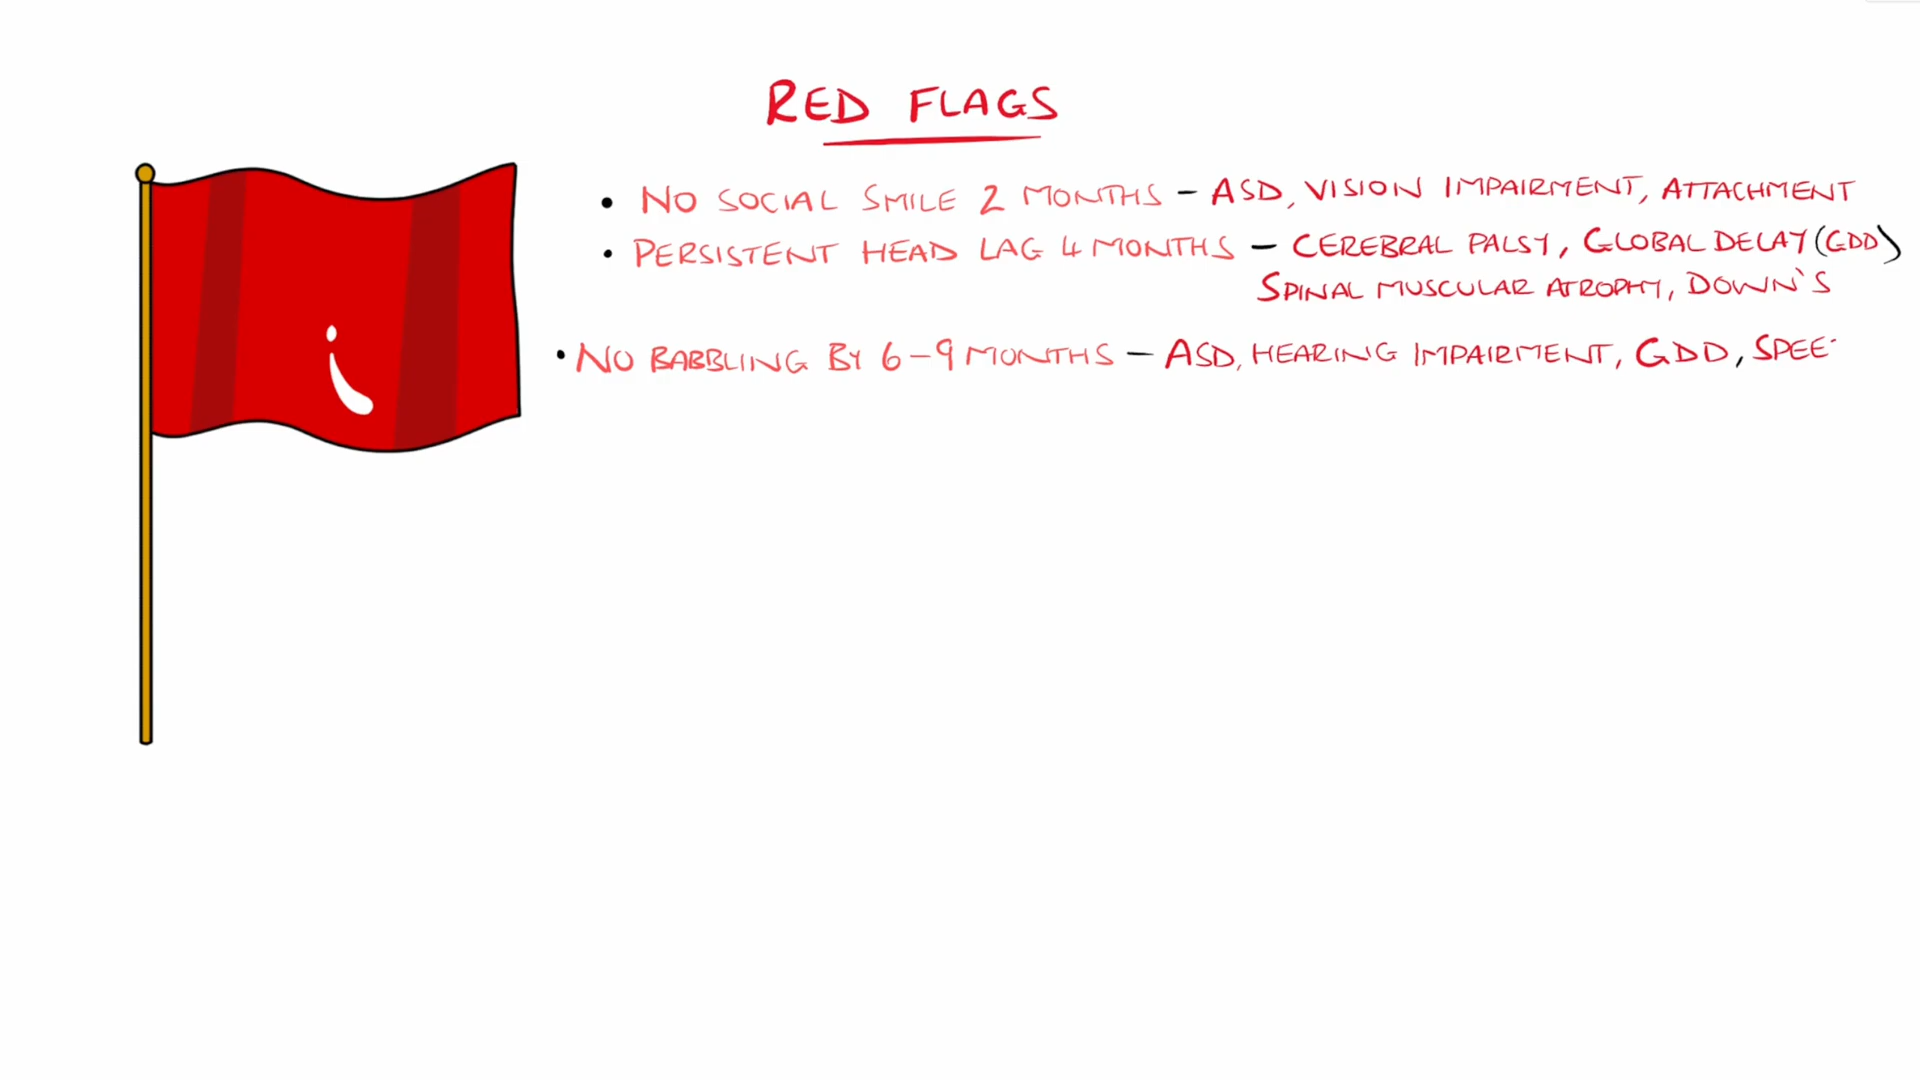 RED FLAGS
• NO SOCIAL SMILE 2 MONTHS – ASD, VISION IMPAIRMENT, ATTACHMENT
• PERSISTENT HEAD LAG 4 MONTHS – CEREBRAL PALSY, GLOBAL DELAY (GDD)
SPINAL MUSCULAR ATROPHY, DOWN'S
• NO BABBLING BY 6-9 MONTHS – ASD, HEARING IMPAIRMENT, GDD, SPEE